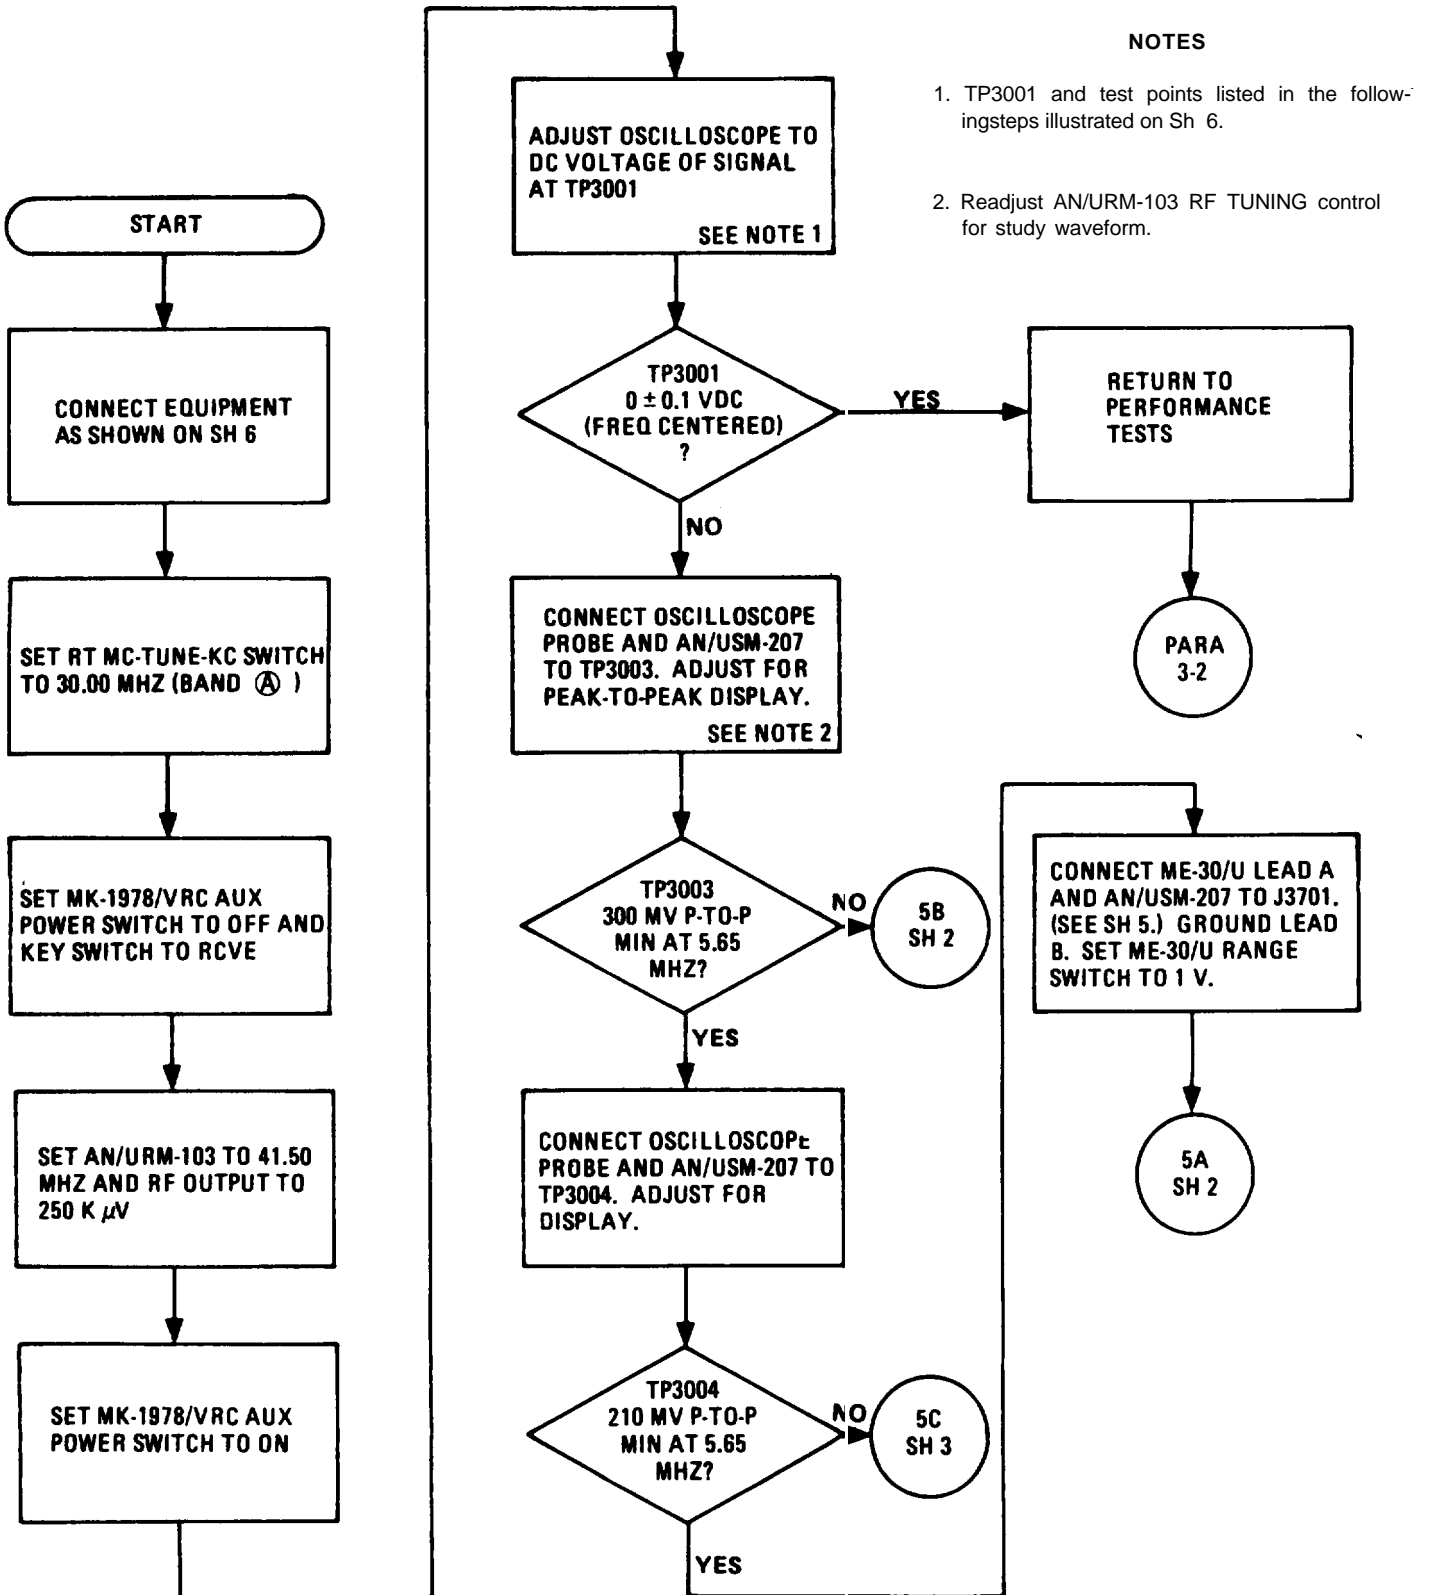 START
CONNECT EQUIPMENT
AS SHOWN ON SH 6
SET RT MC-TUNE-KC SWITCH
TO 30.00 MHZ (BAND Ⓐ )
SET MK-1978/VRC AUX
POWER SWITCH TO OFF AND
KEY SWITCH TO RCVE
SET AN/URM-103 TO 41.50
MHZ AND RF OUTPUT TO
250 K μV
SET MK-1978/VRC AUX
POWER SWITCH TO ON
ADJUST OSCILLOSCOPE TO
DC VOLTAGE OF SIGNAL
AT TP3001
SEE NOTE 1
TP3001
0 ± 0.1 VDC
(FREQ CENTERED)
?
YES
NO
RETURN TO
PERFORMANCE
TESTS
PARA
3-2
CONNECT OSCILLOSCOPE
PROBE AND AN/USM-207
TO TP3003. ADJUST FOR
PEAK-TO-PEAK DISPLAY.
SEE NOTE 2
TP3003
300 MV P-TO-P
MIN AT 5.65
MHZ?
NO
5B
SH 2
YES
CONNECT OSCILLOSCOPE
PROBE AND AN/USM-207 TO
TP3004. ADJUST FOR
DISPLAY.
TP3004
210 MV P-TO-P
MIN AT 5.65
MHZ?
NO
5C
SH 3
YES
CONNECT ME-30/U LEAD A
AND AN/USM-207 TO J3701.
(SEE SH 5.) GROUND LEAD
B. SET ME-30/U RANGE
SWITCH TO 1 V.
5A
SH 2
NOTES
1. TP3001 and test points listed in the follow-
ingsteps illustrated on Sh 6.
2. Readjust AN/URM-103 RF TUNING control
for study waveform.